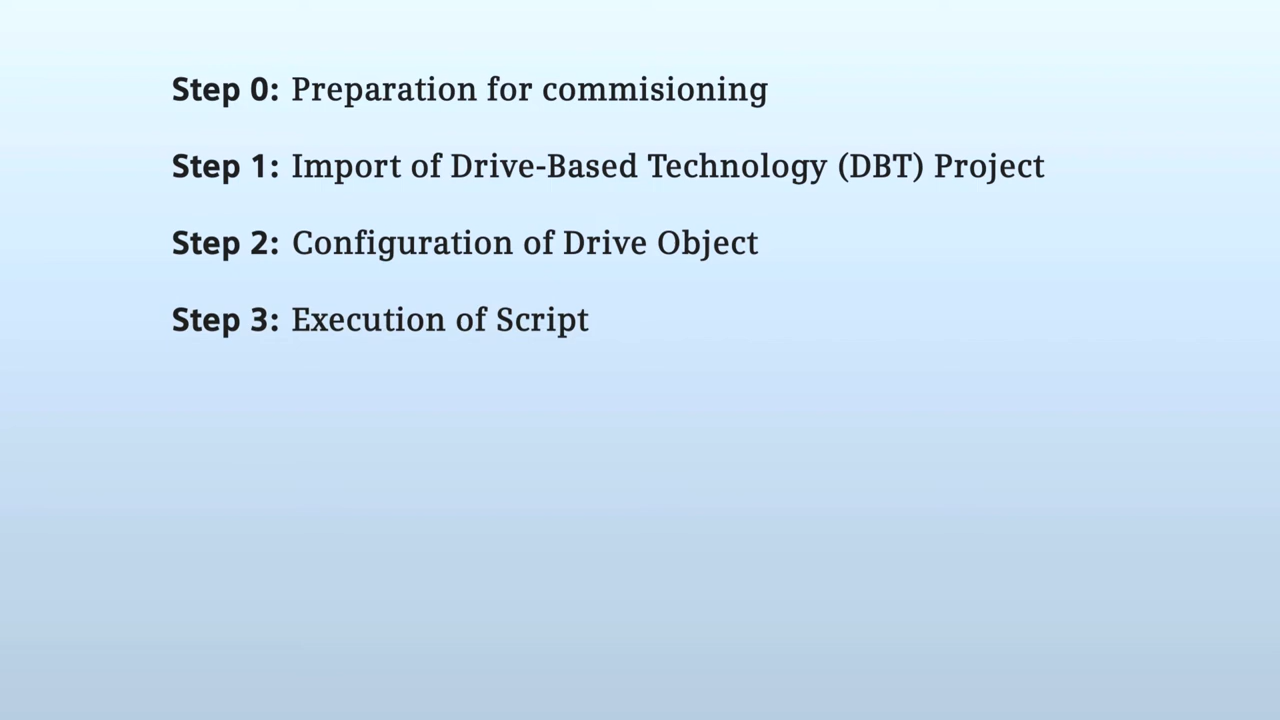 Step 0: Preparation for commisioning
Step 1: Import of Drive-Based Technology (DBT) Project
Step 2: Configuration of Drive Object
Step 3: Execution of Script